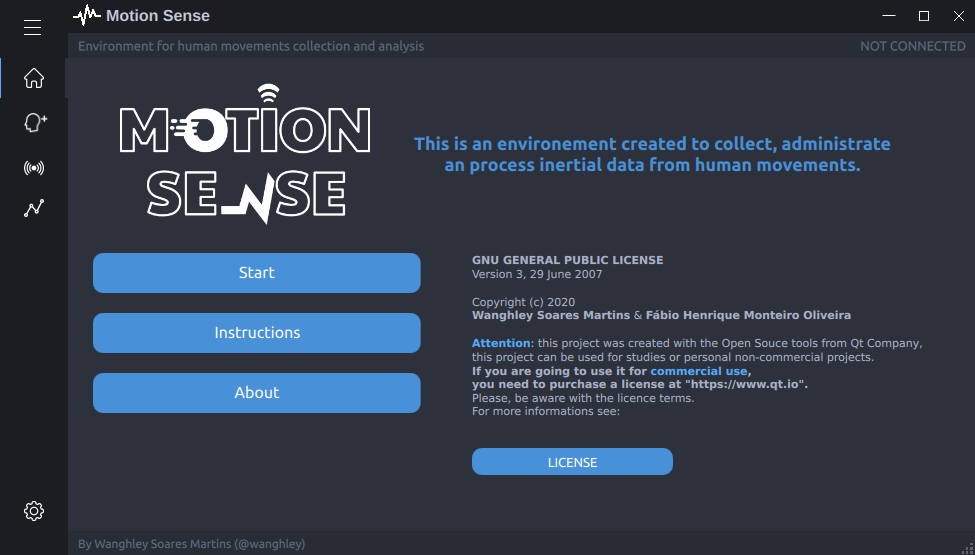 Motion Sense
Environment for human movements collection and analysis
NOT CONNECTED
MOTION
SENSE
This is an environement created to collect, administrate
an process inertial data from human movements.
Start
Instructions
About
GNU GENERAL PUBLIC LICENSE
Version 3, 29 June 2007
Copyright (c) 2020
Wanghley Soares Martins & Fábio Henrique Monteiro Oliveira
Attention: this project was created with the Open Souce tools from Qt Company,
this project can be used for studies or personal non-commercial projects.
If you are going to use it for commercial use,
you need to purchase a license at "https://www.qt.io".
Please, be aware with the licence terms.
For more informations see:
LICENSE
By Wanghley Soares Martins (@wanghley)